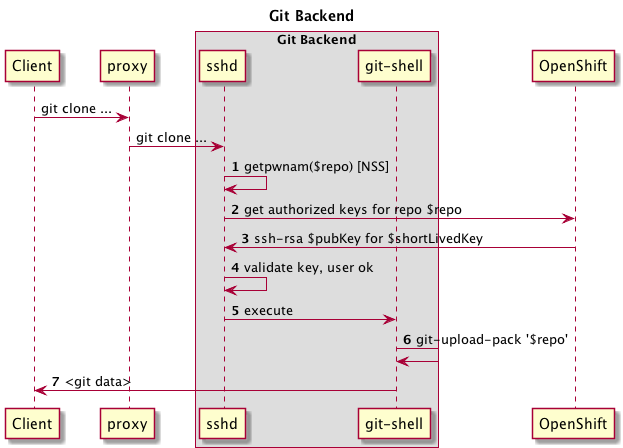 Git Backend
Git Backend
Client proxy sshd git-shell OpenShift
git clone ...
git clone ...
1 getpwnam($repo) [NSS]
2 get authorized keys for repo $repo
3 ssh-rsa $pubKey for $shortLivedKey
4 validate key, user ok
5 execute
6 git-upload-pack '$repo'
7 <git data>
Client proxy sshd git-shell OpenShift